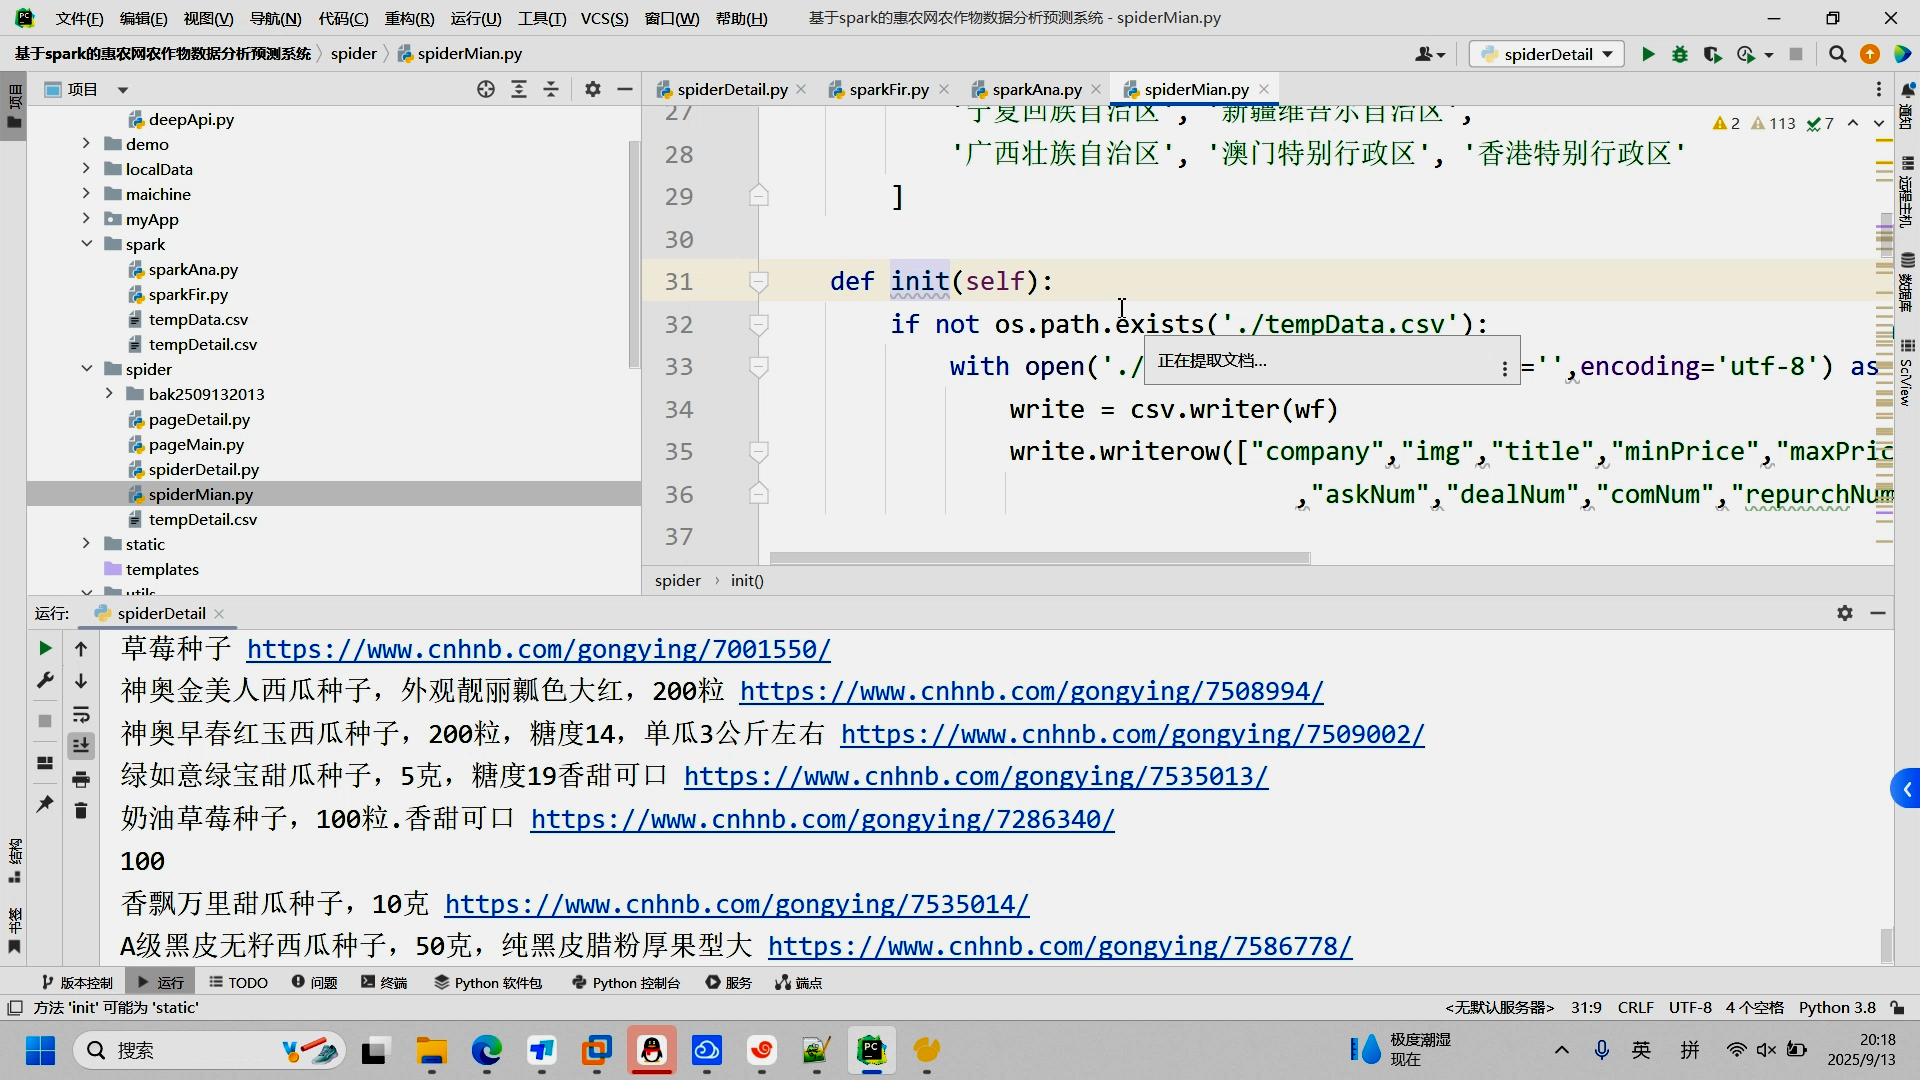 文件(F) 编辑(E) 视图(V) 导航(N) 代码(C) 重构(R) 运行(U) 工具(T) VCS(S) 窗口(W) 帮助(H) 基于spark的惠农网农作物数据分析预测系统 - spiderMian.py
基于spark的惠农网农作物数据分析预测系统 spider spiderMian.py
spiderDetail
项目
spiderDetail.py sparkFir.py sparkAna.py spiderMian.py
项目
通知
远程主机
数据库
SciView
结构
书签
deepApi.py
demo
localData
maichine
myApp
spark
sparkAna.py
sparkFir.py
tempData.csv
tempDetail.csv
spider
bak2509132013
pageDetail.py
pageMain.py
spiderDetail.py
spiderMian.py
tempDetail.csv
static
templates
utils
2 113 7
27 '宁夏回族自治区', '新疆维吾尔自治区',
28 '广西壮族自治区', '澳门特别行政区', '香港特别行政区'
29 ]
30
31 def init(self):
32 if not os.path.exists('./tempData.csv'):
33 with open('./ ='',encoding='utf-8') as
正在提取文档...
34 write = csv.writer(wf)
35 write.writerow(["company","img","title","minPrice","maxPric
36 ,"askNum","dealNum","comNum","repurchNum
37
spider init()
运行: spiderDetail
草莓种子 https://www.cnhnb.com/gongying/7001550/
神奥金美人西瓜种子，外观靓丽瓤色大红，200粒 https://www.cnhnb.com/gongying/7508994/
神奥早春红玉西瓜种子，200粒，糖度14，单瓜3公斤左右 https://www.cnhnb.com/gongying/7509002/
绿如意绿宝甜瓜种子，5克，糖度19香甜可口 https://www.cnhnb.com/gongying/7535013/
奶油草莓种子，100粒.香甜可口 https://www.cnhnb.com/gongying/7286340/
100
香飘万里甜瓜种子，10克 https://www.cnhnb.com/gongying/7535014/
A级黑皮无籽西瓜种子，50克，纯黑皮腊粉厚果型大 https://www.cnhnb.com/gongying/7586778/
版本控制 运行 TODO 问题 终端 Python 软件包 Python 控制台 服务 端点
方法 'init' 可能为 'static' <无默认服务器> 31:9 CRLF UTF-8 4 个空格 Python 3.8
搜索
极度潮湿
现在
英 拼
20:18
2025/9/13